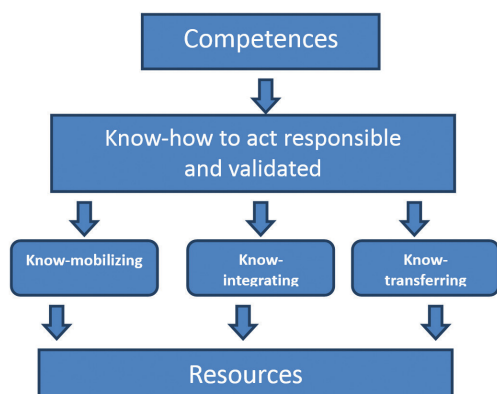 Competences
Know-how to act responsible
and validated
Know-mobilizing
Know-
integrating
Know-
transferring
Resources